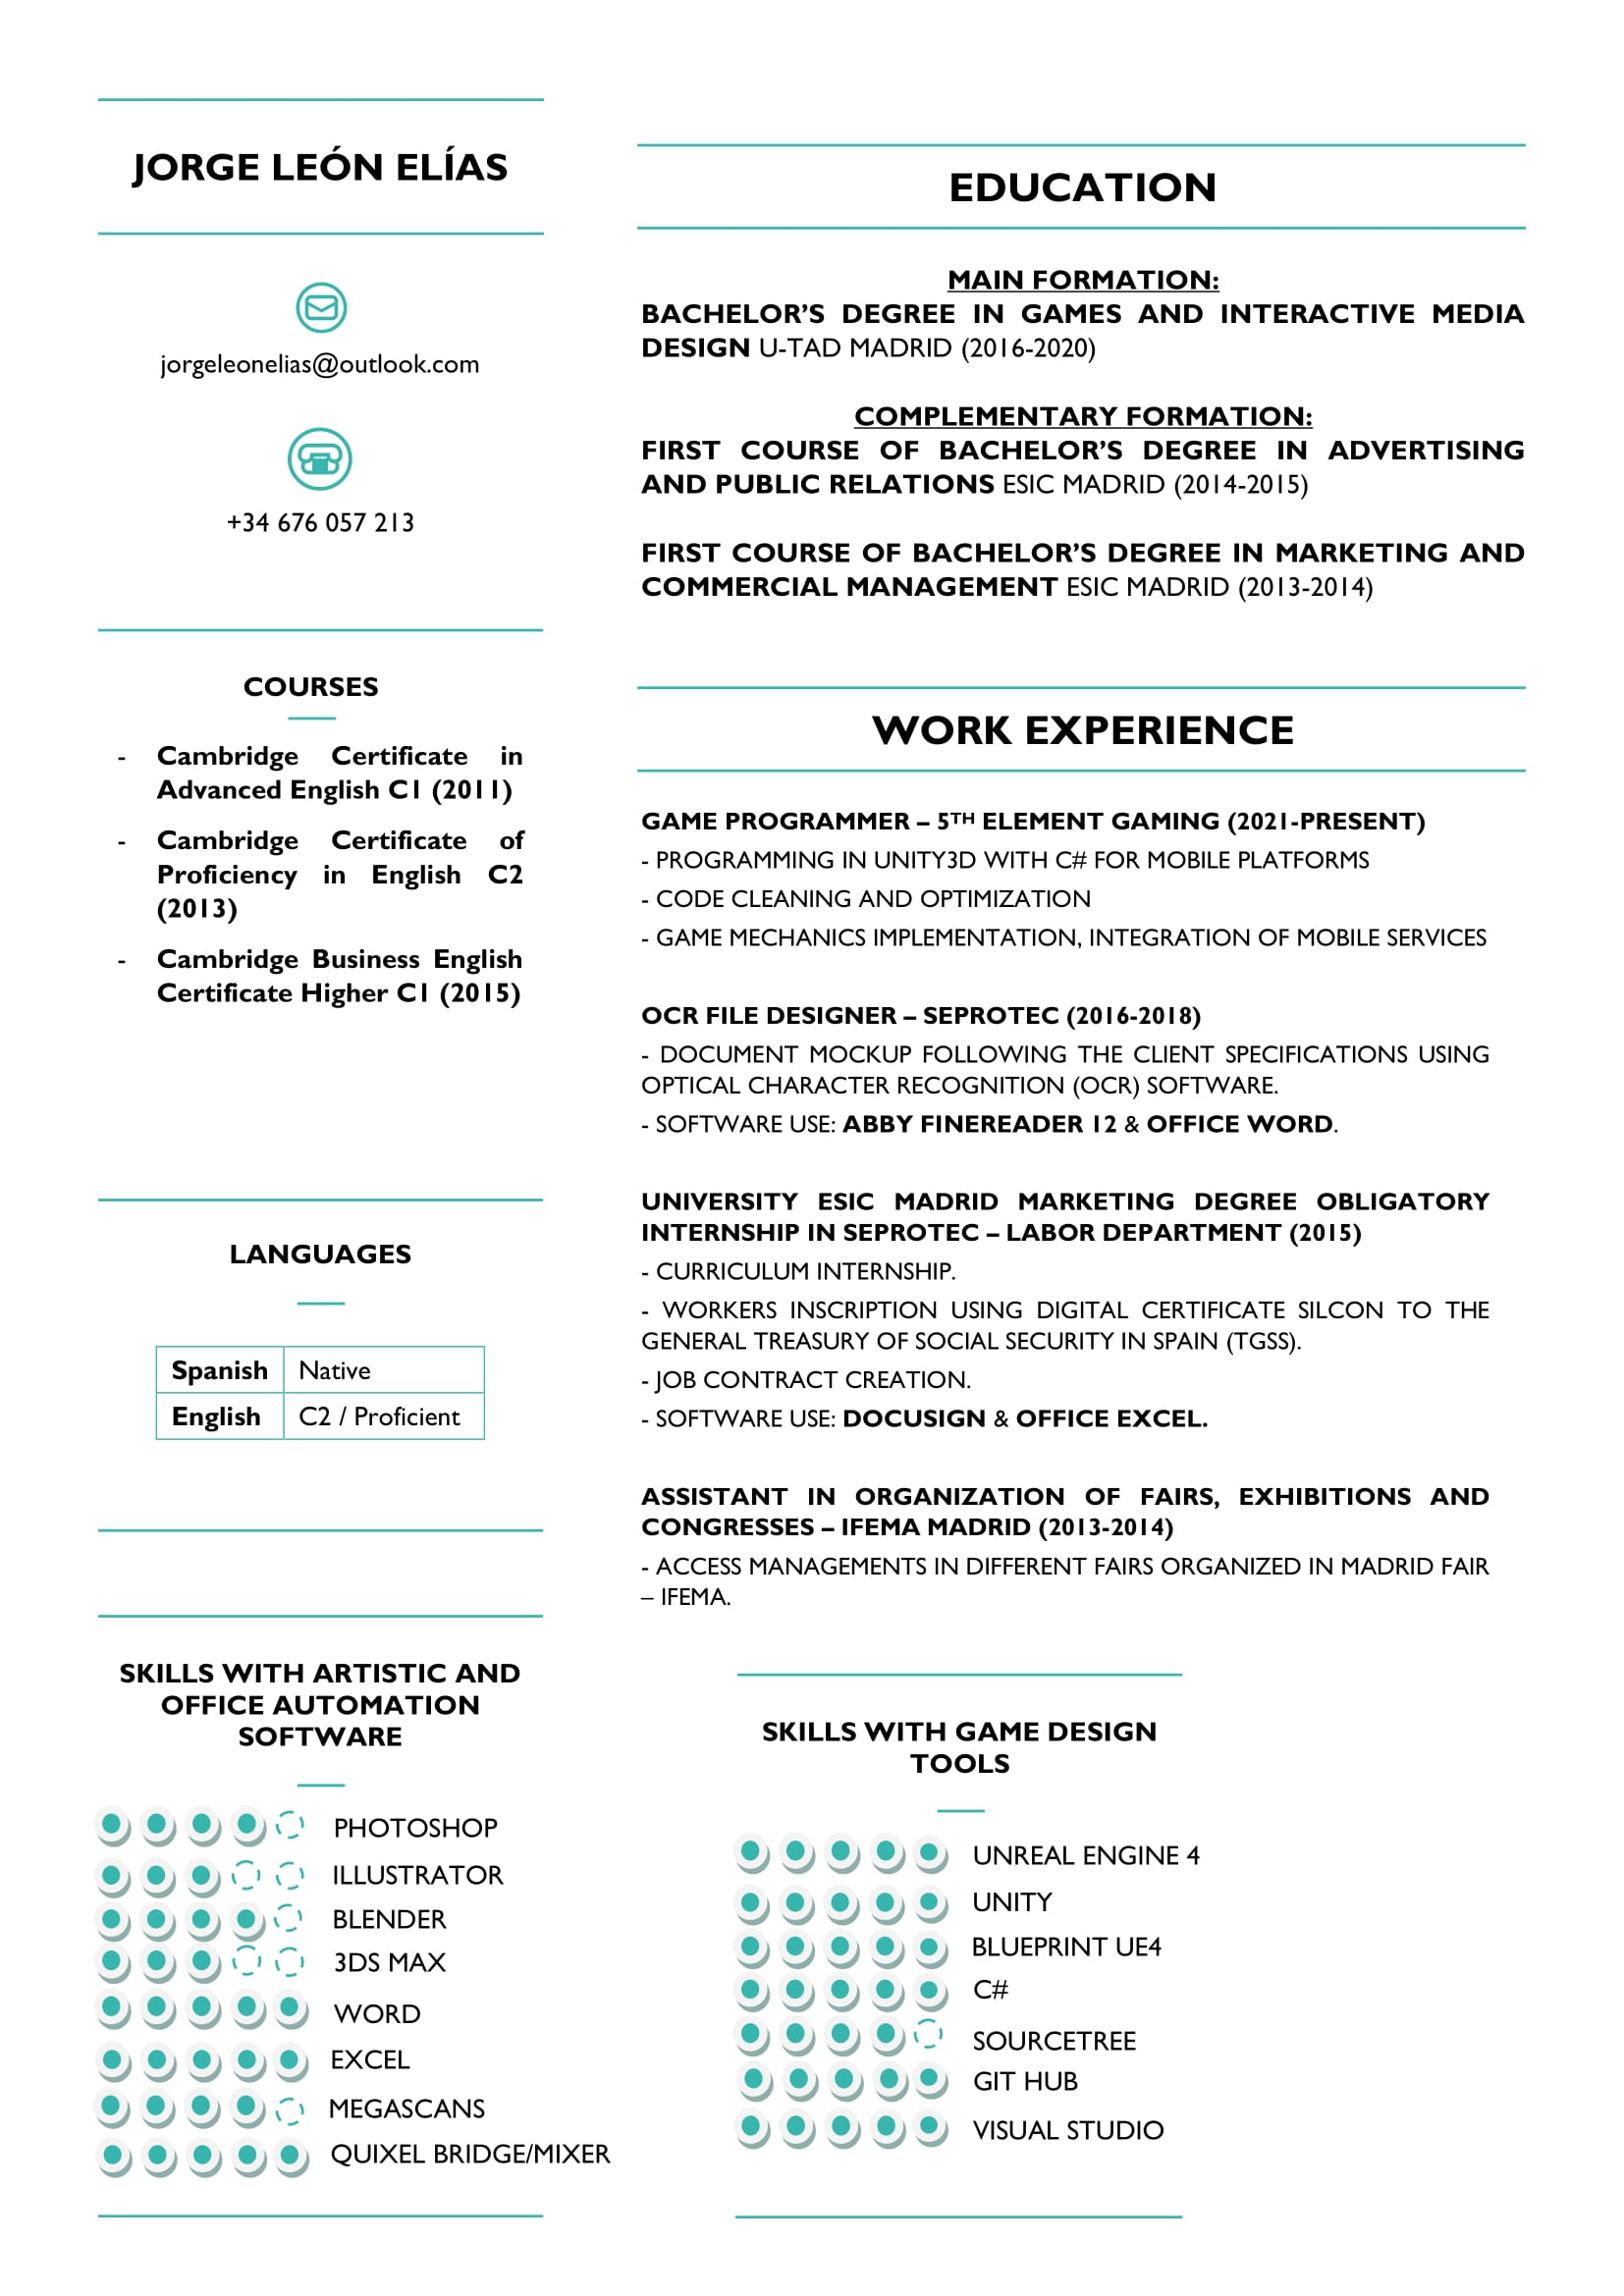 JORGE LEÓN ELÍAS
jorgeleonelias@outlook.com
+34 676 057 213
COURSES
- Cambridge Certificate in
Advanced English C1 (2011)
- Cambridge Certificate of
Proficiency in English C2
(2013)
- Cambridge Business English
Certificate Higher C1 (2015)
LANGUAGES
Spanish Native
English C2 / Proficient
SKILLS WITH ARTISTIC AND
OFFICE AUTOMATION
SOFTWARE
PHOTOSHOP
ILLUSTRATOR
BLENDER
3DS MAX
WORD
EXCEL
MEGASCANS
QUIXEL BRIDGE/MIXER
EDUCATION
MAIN FORMATION:
BACHELOR’S DEGREE IN GAMES AND INTERACTIVE MEDIA
DESIGN U-TAD MADRID (2016-2020)
COMPLEMENTARY FORMATION:
FIRST COURSE OF BACHELOR’S DEGREE IN ADVERTISING
AND PUBLIC RELATIONS ESIC MADRID (2014-2015)
FIRST COURSE OF BACHELOR’S DEGREE IN MARKETING AND
COMMERCIAL MANAGEMENT ESIC MADRID (2013-2014)
WORK EXPERIENCE
GAME PROGRAMMER – 5TH ELEMENT GAMING (2021-PRESENT)
- PROGRAMMING IN UNITY3D WITH C# FOR MOBILE PLATFORMS
- CODE CLEANING AND OPTIMIZATION
- GAME MECHANICS IMPLEMENTATION, INTEGRATION OF MOBILE SERVICES
OCR FILE DESIGNER – SEPROTEC (2016-2018)
- DOCUMENT MOCKUP FOLLOWING THE CLIENT SPECIFICATIONS USING
OPTICAL CHARACTER RECOGNITION (OCR) SOFTWARE.
- SOFTWARE USE: ABBY FINEREADER 12 & OFFICE WORD.
UNIVERSITY ESIC MADRID MARKETING DEGREE OBLIGATORY
INTERNSHIP IN SEPROTEC – LABOR DEPARTMENT (2015)
- CURRICULUM INTERNSHIP.
- WORKERS INSCRIPTION USING DIGITAL CERTIFICATE SILCON TO THE
GENERAL TREASURY OF SOCIAL SECURITY IN SPAIN (TGSS).
- JOB CONTRACT CREATION.
- SOFTWARE USE: DOCUSIGN & OFFICE EXCEL.
ASSISTANT IN ORGANIZATION OF FAIRS, EXHIBITIONS AND
CONGRESSES – IFEMA MADRID (2013-2014)
- ACCESS MANAGEMENTS IN DIFFERENT FAIRS ORGANIZED IN MADRID FAIR
– IFEMA.
SKILLS WITH GAME DESIGN
TOOLS
UNREAL ENGINE 4
UNITY
BLUEPRINT UE4
C#
SOURCETREE
GIT HUB
VISUAL STUDIO